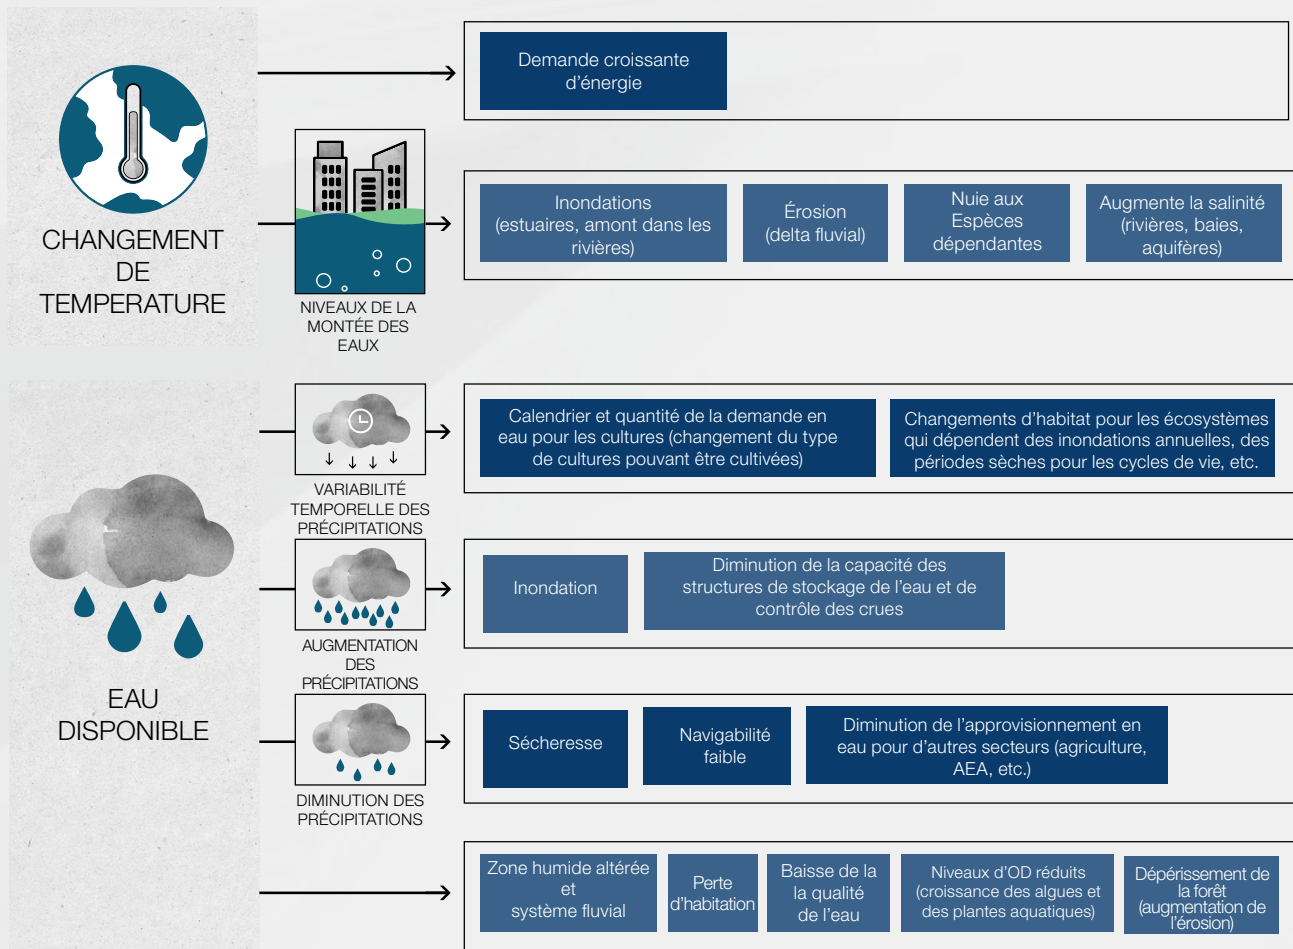 CHANGEMENT
DE
TEMPERATURE
Demande croissante
d’énergie
NIVEAUX DE LA
MONTÉE DES
EAUX
Inondations
(estuaires, amont dans les
rivières)
Érosion
(delta fluvial)
Nuie aux
Espèces
dépendantes
Augmente la salinité
(rivières, baies,
aquifères)
EAU
DISPONIBLE
VARIABILITÉ
TEMPORELLE DES
PRÉCIPITATIONS
Calendrier et quantité de la demande en
eau pour les cultures (changement du type
de cultures pouvant être cultivées)
Changements d’habitat pour les écosystèmes
qui dépendent des inondations annuelles, des
périodes sèches pour les cycles de vie, etc.
AUGMENTATION
DES
PRÉCIPITATIONS
Inondation
Diminution de la capacité des
structures de stockage de l’eau et de
contrôle des crues
DIMINUTION DES
PRÉCIPITATIONS
Sécheresse
Navigabilité
faible
Diminution de l’approvisionnement en
eau pour d’autres secteurs (agriculture,
AEA, etc.)
Zone humide altérée
et
système fluvial
Perte
d’habitation
Baisse de la
la qualité
de l’eau
Niveaux d’OD réduits
(croissance des algues et
des plantes aquatiques)
Dépérissement de
la forêt
(augmentation de
l’érosion)